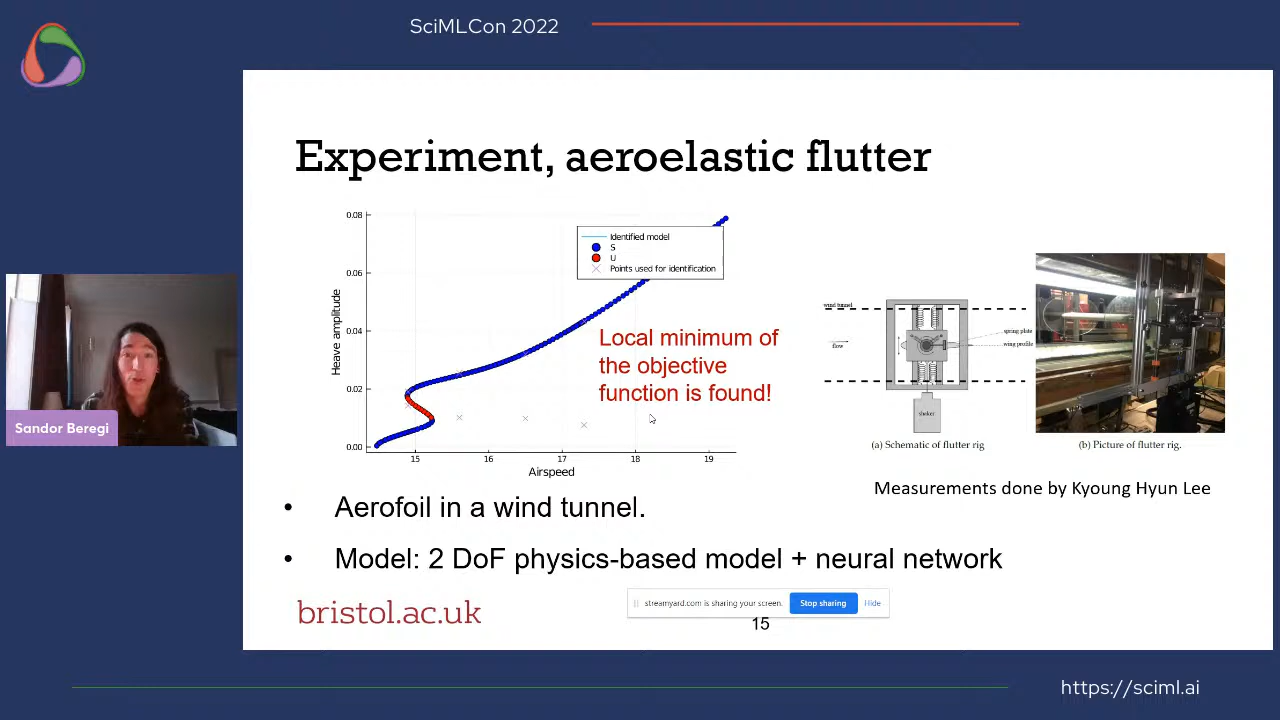 SciMLCon 2022
Experiment, aeroelastic flutter
0.08
0.06
0.04
0.02
0.00
Heave amplitude
15
16
17
18
19
Airspeed
Identified model
S
U
Points used for identification
Local minimum of
the objective
function is found!
wind tunnel
flow
spring plate
wing profile
shaker
(a) Schematic of flutter rig
(b) Picture of flutter rig.
Measurements done by Kyoung Hyun Lee
Sandor Beregi
• Aerofoil in a wind tunnel.
• Model: 2 DoF physics-based model + neural network
bristol.ac.uk
streamyard.com is sharing your screen.
Stop sharing
Hide
15
https://sciml.ai